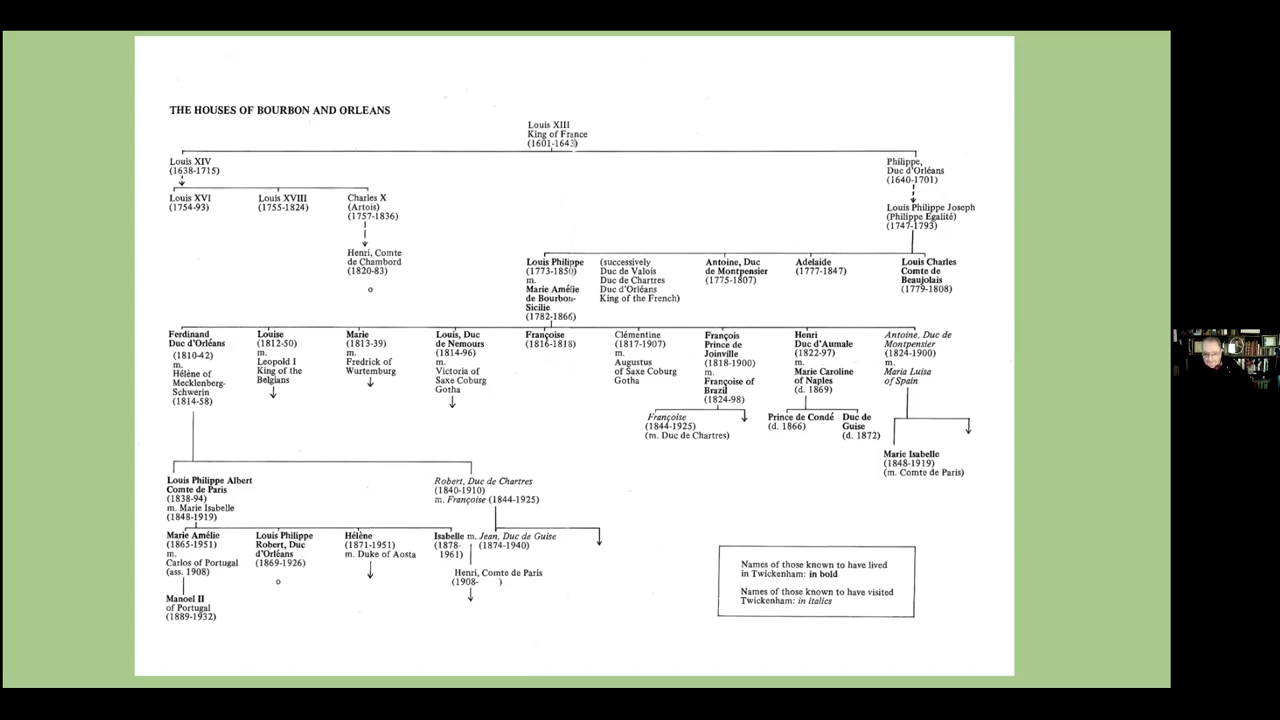 THE HOUSES OF BOURBON AND ORLEANS
Louis XIII
King of France
(1601-1643)
Louis XIV
(1638-1715)
Philippe,
Duc d'Orléans
(1640-1701)
Louis XVI
(1754-93)
Louis XVIII
(1755-1824)
Charles X
(Artois)
(1757-1836)
Louis Philippe Joseph
(Philippe Egalité)
(1747-1793)
Henri, Comte
de Chambord
(1820-83)
o
Louis Philippe
(1773-1850)
m.
Marie Amélie
de Bourbon-
Sicilie
(1782-1866)
(successively
Duc de Valois
Duc de Chartres
Duc d'Orléans
King of the French)
Antoine, Duc
de Montpensier
(1775-1807)
Adelaide
(1777-1847)
Louis Charles
Comte de
Beaujolais
(1779-1808)
Ferdinand
Duc d'Orléans
(1810-42)
m.
Hélène of
Mecklenberg-
Schwerin
(1814-58)
Louise
(1812-50)
m.
Leopold I
King of the
Belgians
Marie
(1813-39)
m.
Fredrick of
Wurtemburg
Louis, Duc
de Nemours
(1814-96)
m.
Victoria of
Saxe Coburg
Gotha
Françoise
(1816-1818)
Clémentine
(1817-1907)
m.
Augustus
of Saxe Coburg
Gotha
François
Prince de
Joinville
(1818-1900)
m.
Françoise of
Brazil
(1824-98)
Henri
Duc d'Aumale
(1822-97)
m.
Marie Caroline
of Naples
(d. 1869)
Antoine, Duc de
Montpensier
(1824-1900)
m.
Maria Luisa
of Spain
Françoise
(1844-1925)
(m. Duc de Chartres)
Prince de Condé
(d. 1866)
Duc de
Guise
(d. 1872)
Marie Isabelle
(1848-1919)
(m. Comte de Paris)
Louis Philippe Albert
Comte de Paris
(1838-94)
m. Marie Isabelle
(1848-1919)
Robert, Duc de Chartres
(1840-1910)
m. Françoise (1844-1925)
Marie Amélie
(1865-1951)
m.
Carlos of Portugal
(ass. 1908)
Louis Philippe
Robert, Duc
d'Orléans
(1869-1926)
o
Hélène
(1871-1951)
m. Duke of Aosta
Isabelle m. Jean, Duc de Guise
(1878- (1874-1940)
1961)
Henri, Comte de Paris
(1908- )
Manoel II
of Portugal
(1889-1932)
Names of those known to have lived
in Twickenham: in bold
Names of those known to have visited
Twickenham: in italics